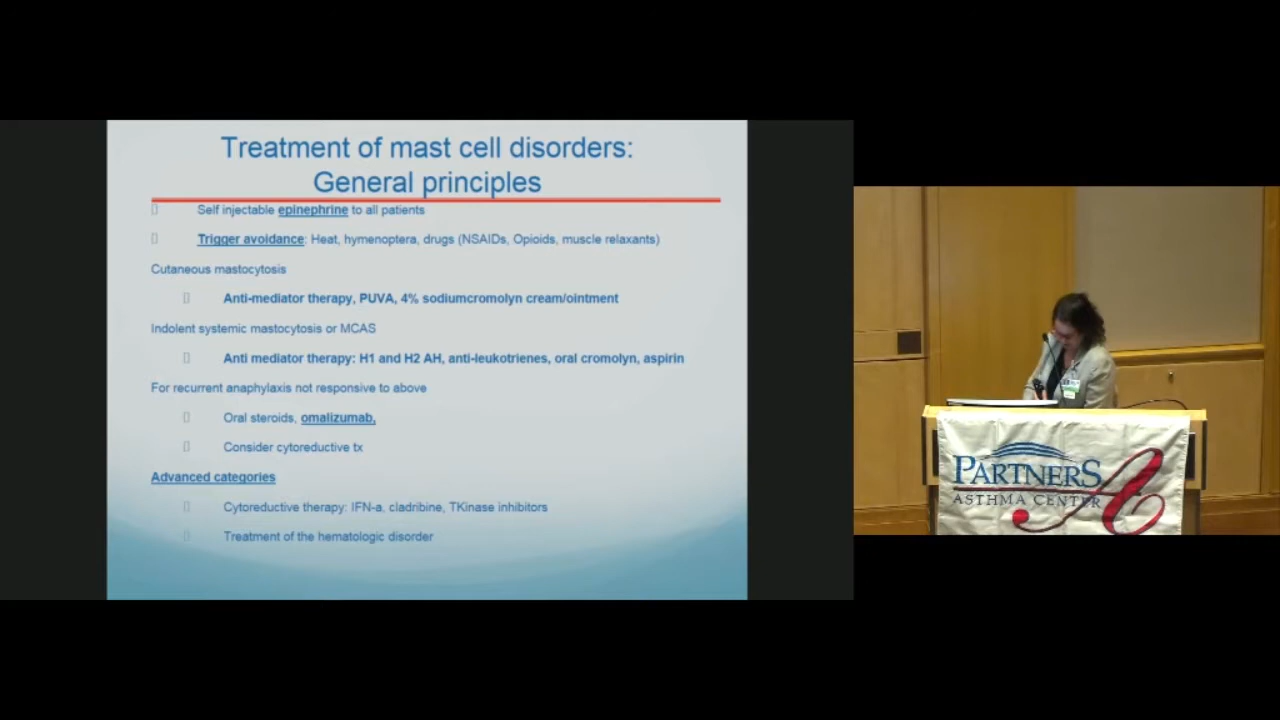 Treatment of mast cell disorders:
General principles
Self injectable epinephrine to all patients
Trigger avoidance: Heat, hymenoptera, drugs (NSAIDs, Opioids, muscle relaxants)
Cutaneous mastocytosis
Anti-mediator therapy, PUVA, 4% sodiumcromolyn cream/ointment
Indolent systemic mastocytosis or MCAS
Anti mediator therapy: H1 and H2 AH, anti-leukotrienes, oral cromolyn, aspirin
For recurrent anaphylaxis not responsive to above
Oral steroids, omalizumab,
Consider cytoreductive tx
Advanced categories
Cytoreductive therapy: IFN-a, cladribine, TKinase inhibitors
Treatment of the hematologic disorder
PARTNERS
ASTHMA CENTER